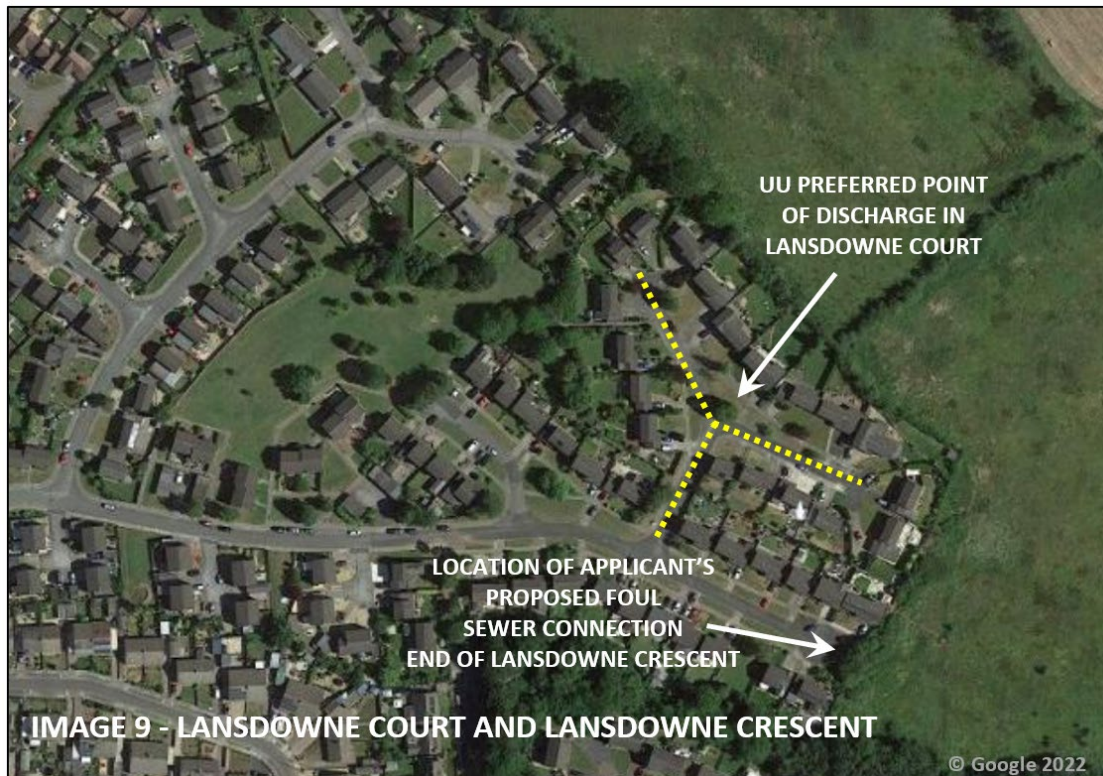 UU PREFERRED POINT
OF DISCHARGE IN
LANSDOWNE COURT
LOCATION OF APPLICANT'S
PROPOSED FOUL
SEWER CONNECTION
END OF LANSDOWNE CRESCENT
IMAGE 9 - LANSDOWNE COURT AND LANSDOWNE CRESCENT
© Google 2022